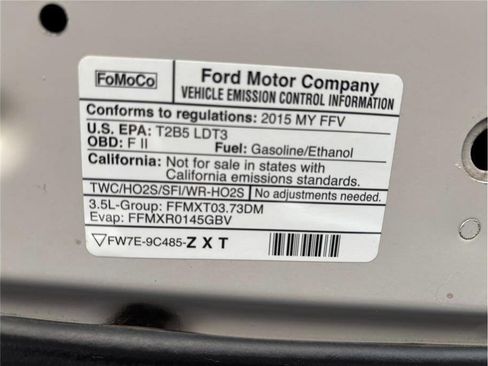 FoMoCo
Ford Motor Company
VEHICLE EMISSION CONTROL INFORMATION
Conforms to regulations: 2015 MY FFV
U.S. EPA: T2B5 LDT3
OBD: F II Fuel: Gasoline/Ethanol
California: Not for sale in states with
California emissions standards.
TWC/HO2S/SFI/WR-HO2S No adjustments needed.
3.5L-Group: FFMXT03.73DM
Evap: FFMXR0145GBV
▽FW7E-9C485-Z X T